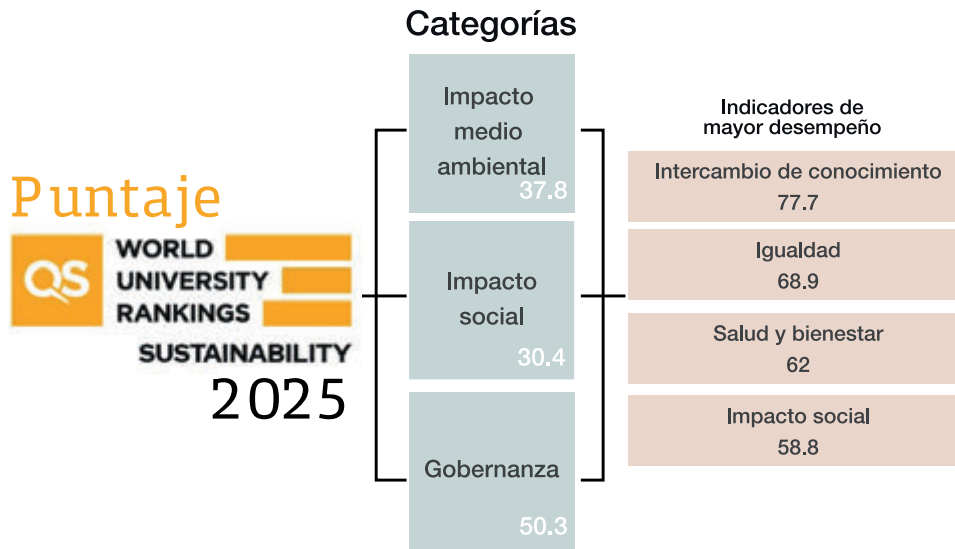 Categorías
Puntaje
QS
WORLD
UNIVERSITY
RANKINGS
SUSTAINABILITY
2025
Impacto
medio
ambiental
37.8
Impacto
social
30.4
Gobernanza
50.3
Indicadores de
mayor desempeño
Intercambio de conocimiento
77.7
Igualdad
68.9
Salud y bienestar
62
Impacto social
58.8